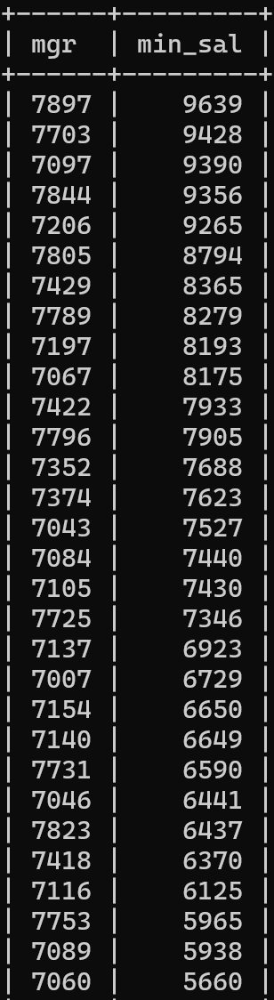 +------+---------+
| mgr  | min_sal |
+------+---------+
| 7897 |    9639 |
| 7703 |    9428 |
| 7097 |    9390 |
| 7844 |    9356 |
| 7206 |    9265 |
| 7805 |    8794 |
| 7429 |    8365 |
| 7789 |    8279 |
| 7197 |    8193 |
| 7067 |    8175 |
| 7422 |    7933 |
| 7796 |    7905 |
| 7352 |    7688 |
| 7374 |    7623 |
| 7043 |    7527 |
| 7084 |    7440 |
| 7105 |    7430 |
| 7725 |    7346 |
| 7137 |    6923 |
| 7007 |    6729 |
| 7154 |    6650 |
| 7140 |    6649 |
| 7731 |    6590 |
| 7046 |    6441 |
| 7823 |    6437 |
| 7418 |    6370 |
| 7116 |    6125 |
| 7753 |    5965 |
| 7089 |    5938 |
| 7060 |    5660 |